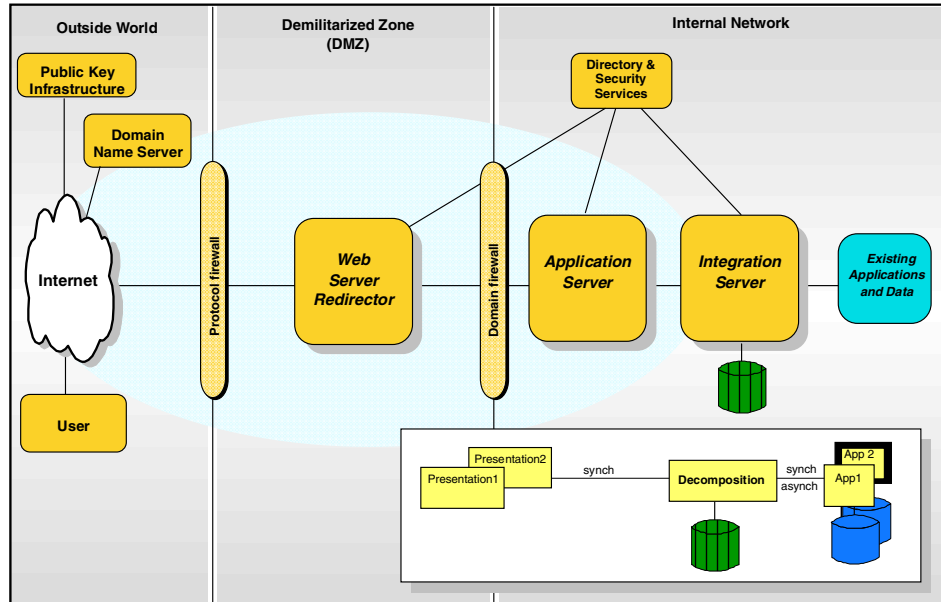 Outside World
Demilitarized Zone
(DMZ)
Internal Network
Public Key
Infrastructure
Directory &
Security
Services
Domain
Name Server
Internet
Protocol firewall
Web
Server
Redirector
Domain firewall
Application
Server
Integration
Server
Existing
Applications
and Data
User
Presentation2
Presentation1
synch
Decomposition
synch
asynch
App 2
App1